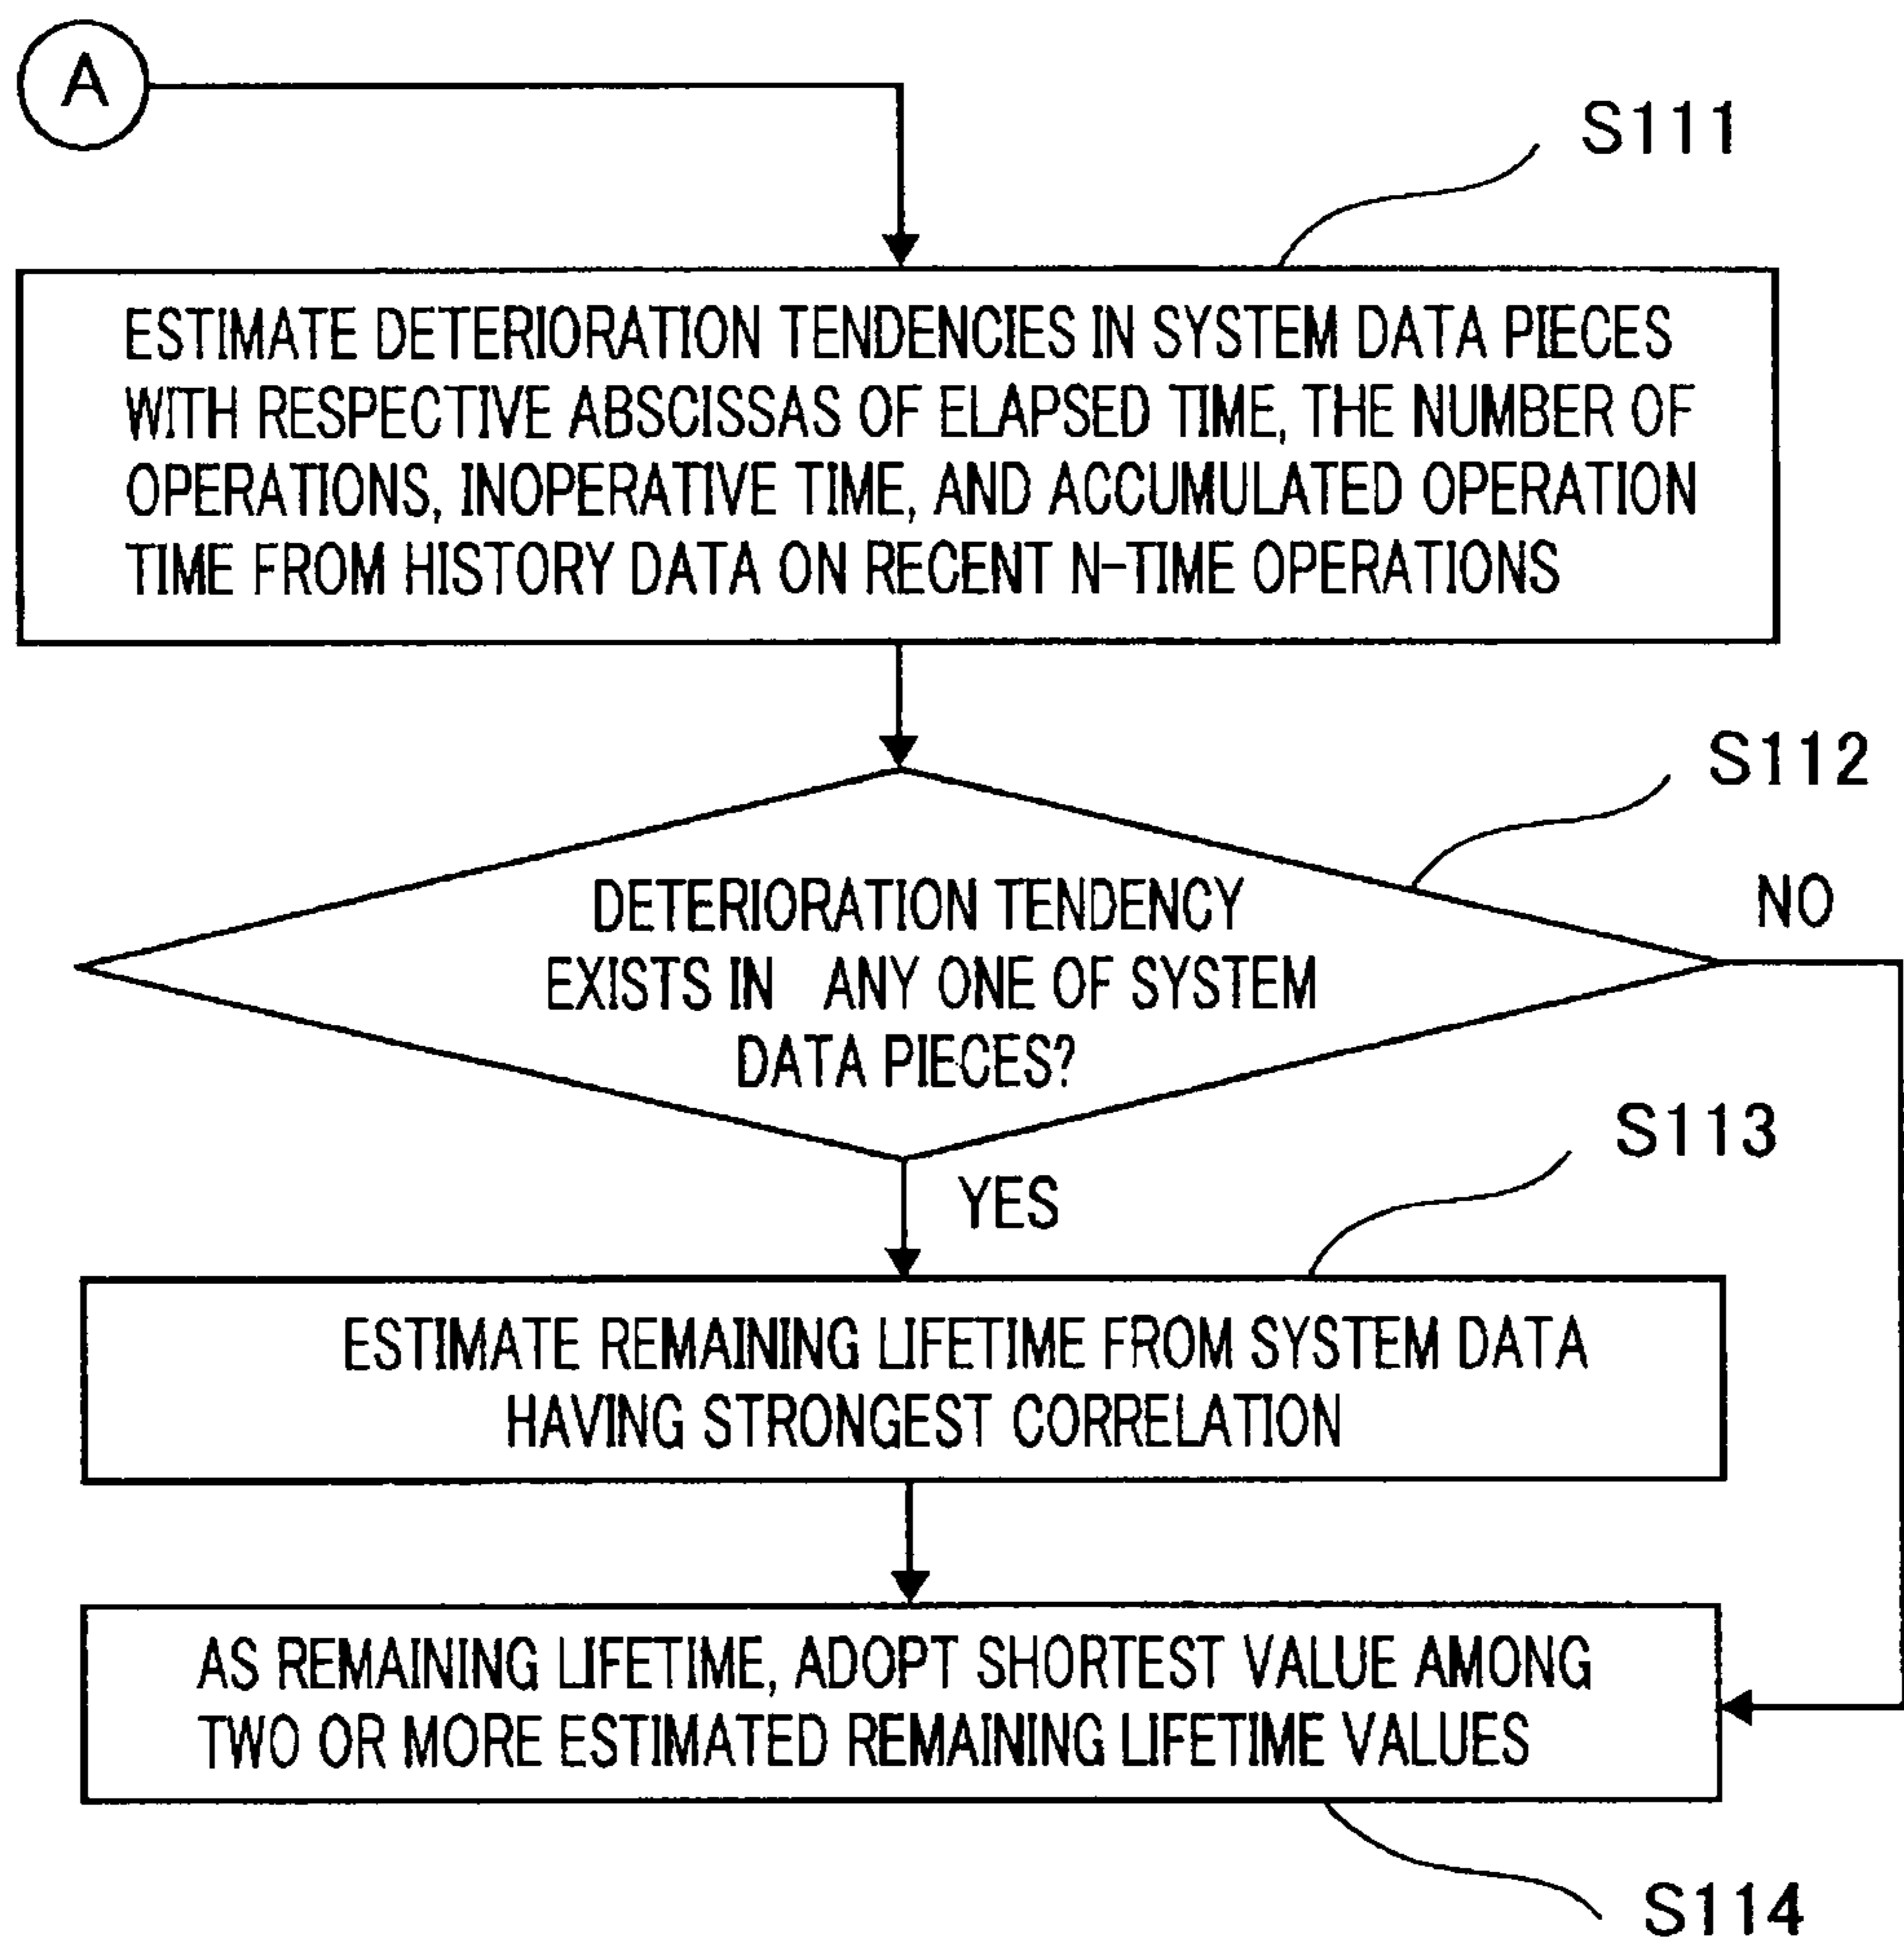 A
S111
ESTIMATE DETERIORATION TENDENCIES IN SYSTEM DATA PIECES
WITH RESPECTIVE ABSCISSAS OF ELAPSED TIME, THE NUMBER OF
OPERATIONS, INOPERATIVE TIME, AND ACCUMULATED OPERATION
TIME FROM HISTORY DATA ON RECENT N-TIME OPERATIONS
S112
DETERIORATION TENDENCY
EXISTS IN ANY ONE OF SYSTEM
DATA PIECES?
NO
YES
S113
ESTIMATE REMAINING LIFETIME FROM SYSTEM DATA
HAVING STRONGEST CORRELATION
AS REMAINING LIFETIME, ADOPT SHORTEST VALUE AMONG
TWO OR MORE ESTIMATED REMAINING LIFETIME VALUES
S114